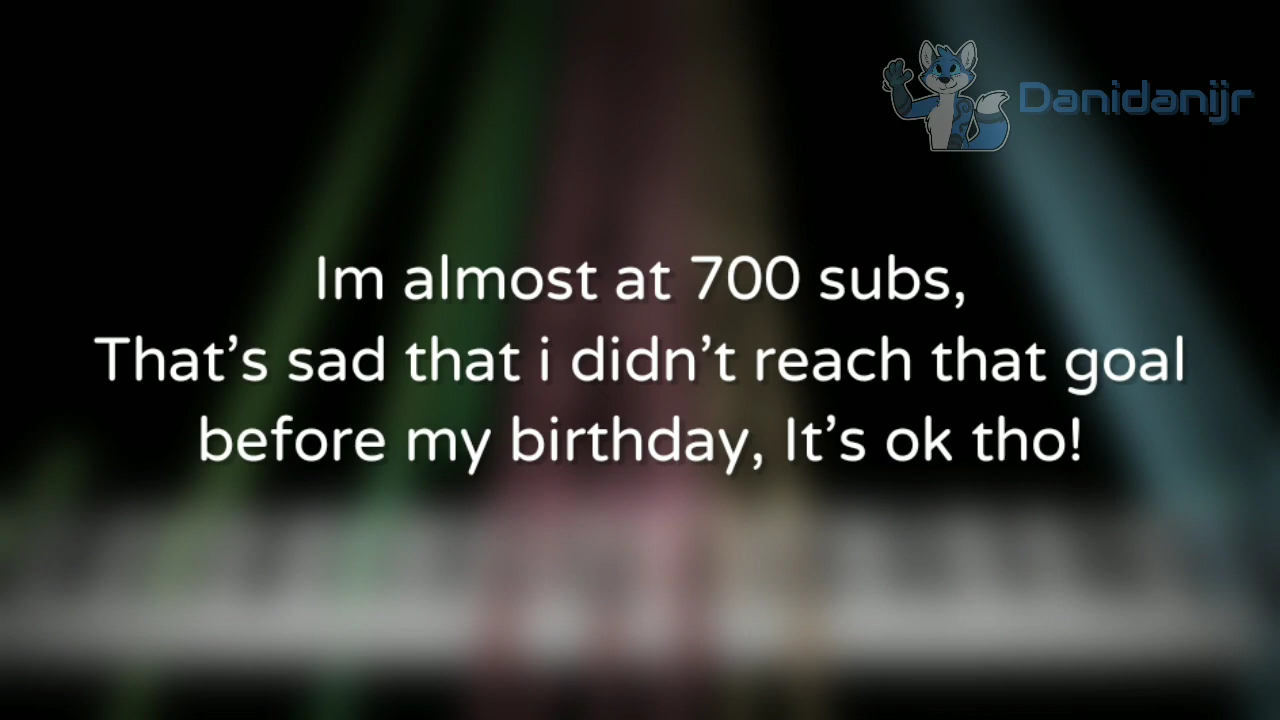 Danidanijr
Im almost at 700 subs,
That's sad that i didn't reach that goal
before my birthday, It's ok tho!